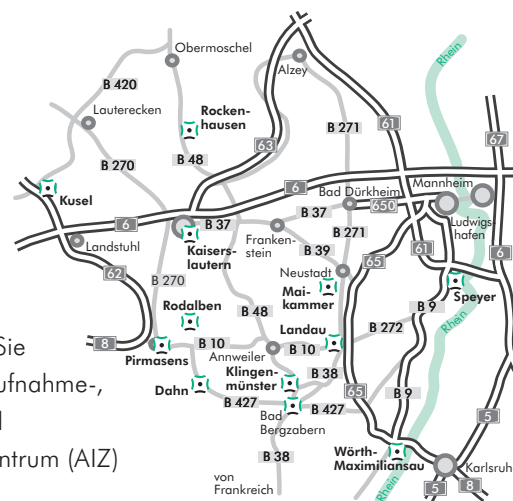 Obermoschel
Rhein
Alzey
B 420
Lauterecken
Rocken-
hausen
61
B 271
67
63
B 270
B 48
Kusel
6
Bad Dürkheim
650
Mannheim
6
B 37
B 37
Ludwigs-
hafen
Landstuhl
Kaisers-
lautern
Franken-
stein
B 271
61
6
B 39
65
62
B 270
Neustadt
Mai-
kammer
Speyer
Rodalben
B 48
Landau
B 272
B 9
Rhein
8
Pirmasens
B 10
Annweiler
B 10
Klingen-
münster
B 38
Dahn
B 427
Bad
Bergzabern
B 427
65
B 9
5
Wörth-
Maximiliansau
Rhein
B 38
von
Frankreich
Karlsruh
5
8
Sie
ufnahme-,
l
entrum (AIZ)